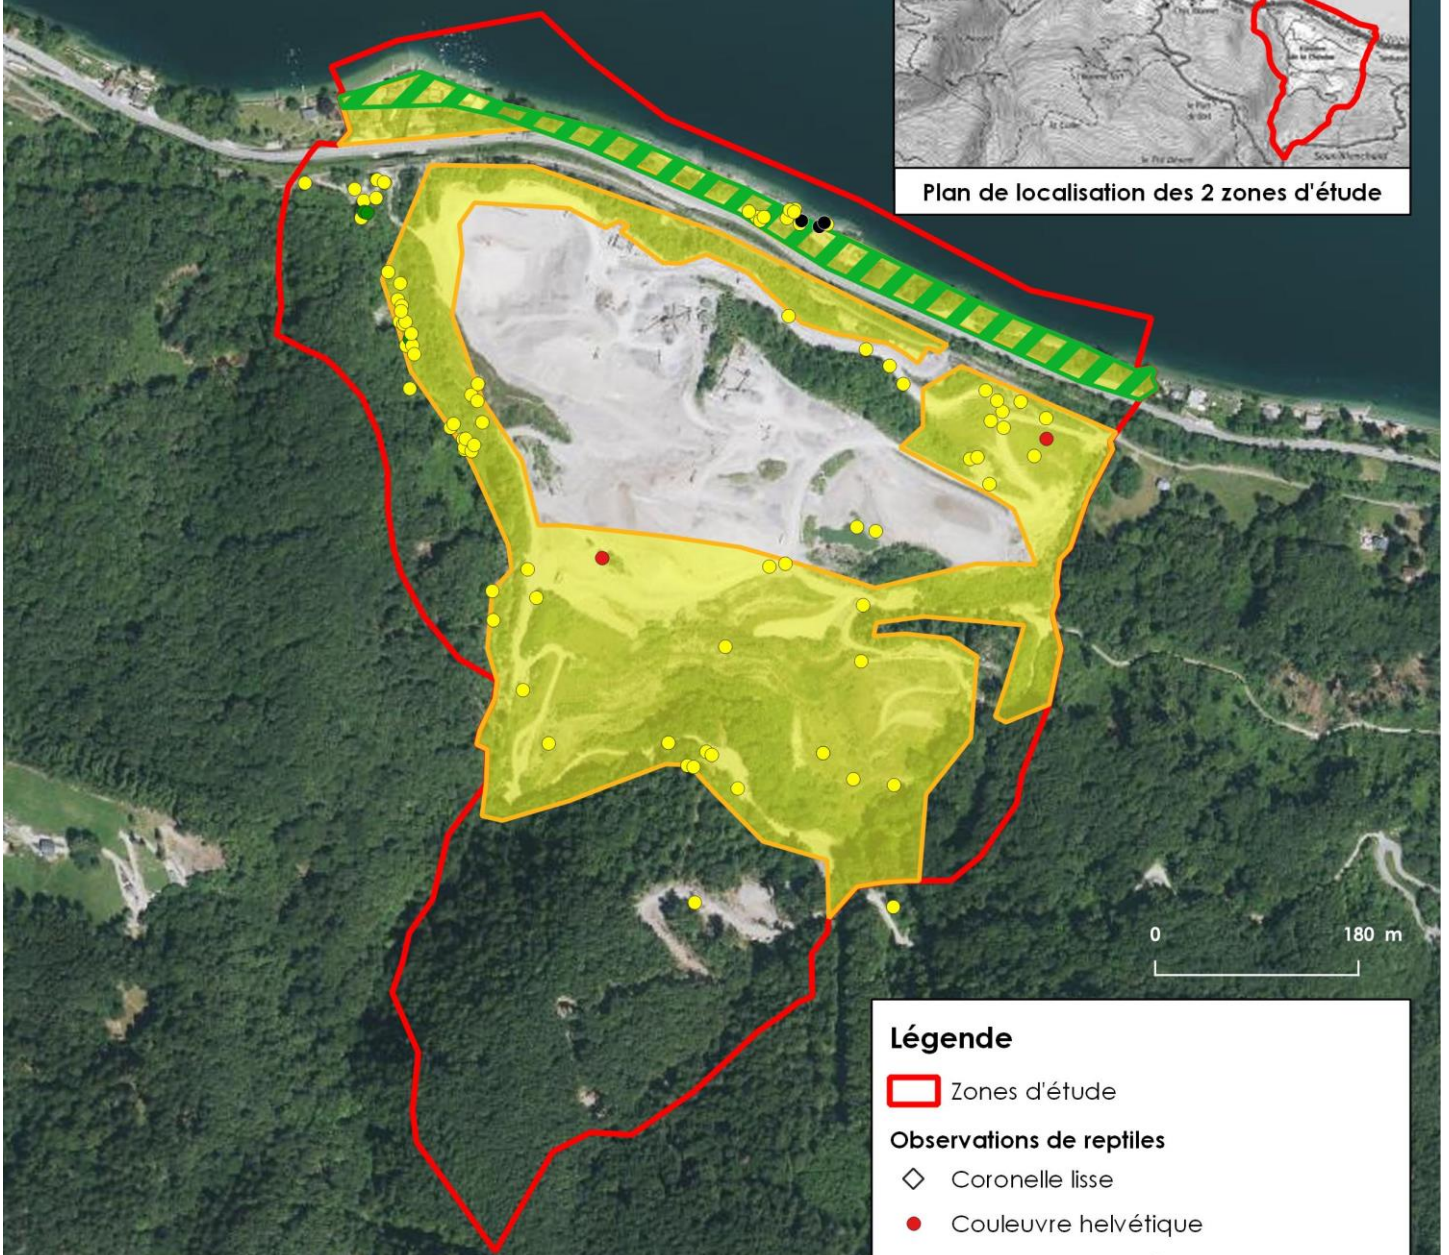 Plan de localisation des 2 zones d'étude
0 180 m
Légende
Zones d'étude
Observations de reptiles
Coronelle lisse
Couleuvre helvétique